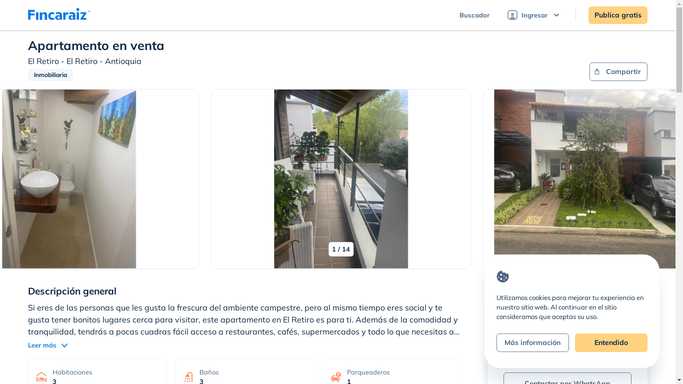 Fincaraiz
Buscador
Ingresar
Publica gratis
Apartamento en venta
El Retiro - El Retiro - Antioquia
Inmobiliaria
Compartir
1 / 14
Descripción general
Si eres de las personas que les gusta la frescura del ambiente campestre, pero al mismo tiempo eres social y te
gusta tener bonitos lugares cerca para visitar, este apartamento en El Retiro es para ti. Además de la comodidad y
tranquilidad, tendrás a pocas cuadras fácil acceso a restaurantes, cafés, supermercados y todo lo que necesitas a...
Leer más
Habitaciones
3
Baños
3
Parqueaderos
1
Utilizamos cookies para mejorar tu experiencia en
nuestro sitio web. Al continuar en el sitio
consideramos que aceptas su uso.
Más información
Entendido
Contactar por WhatsApp